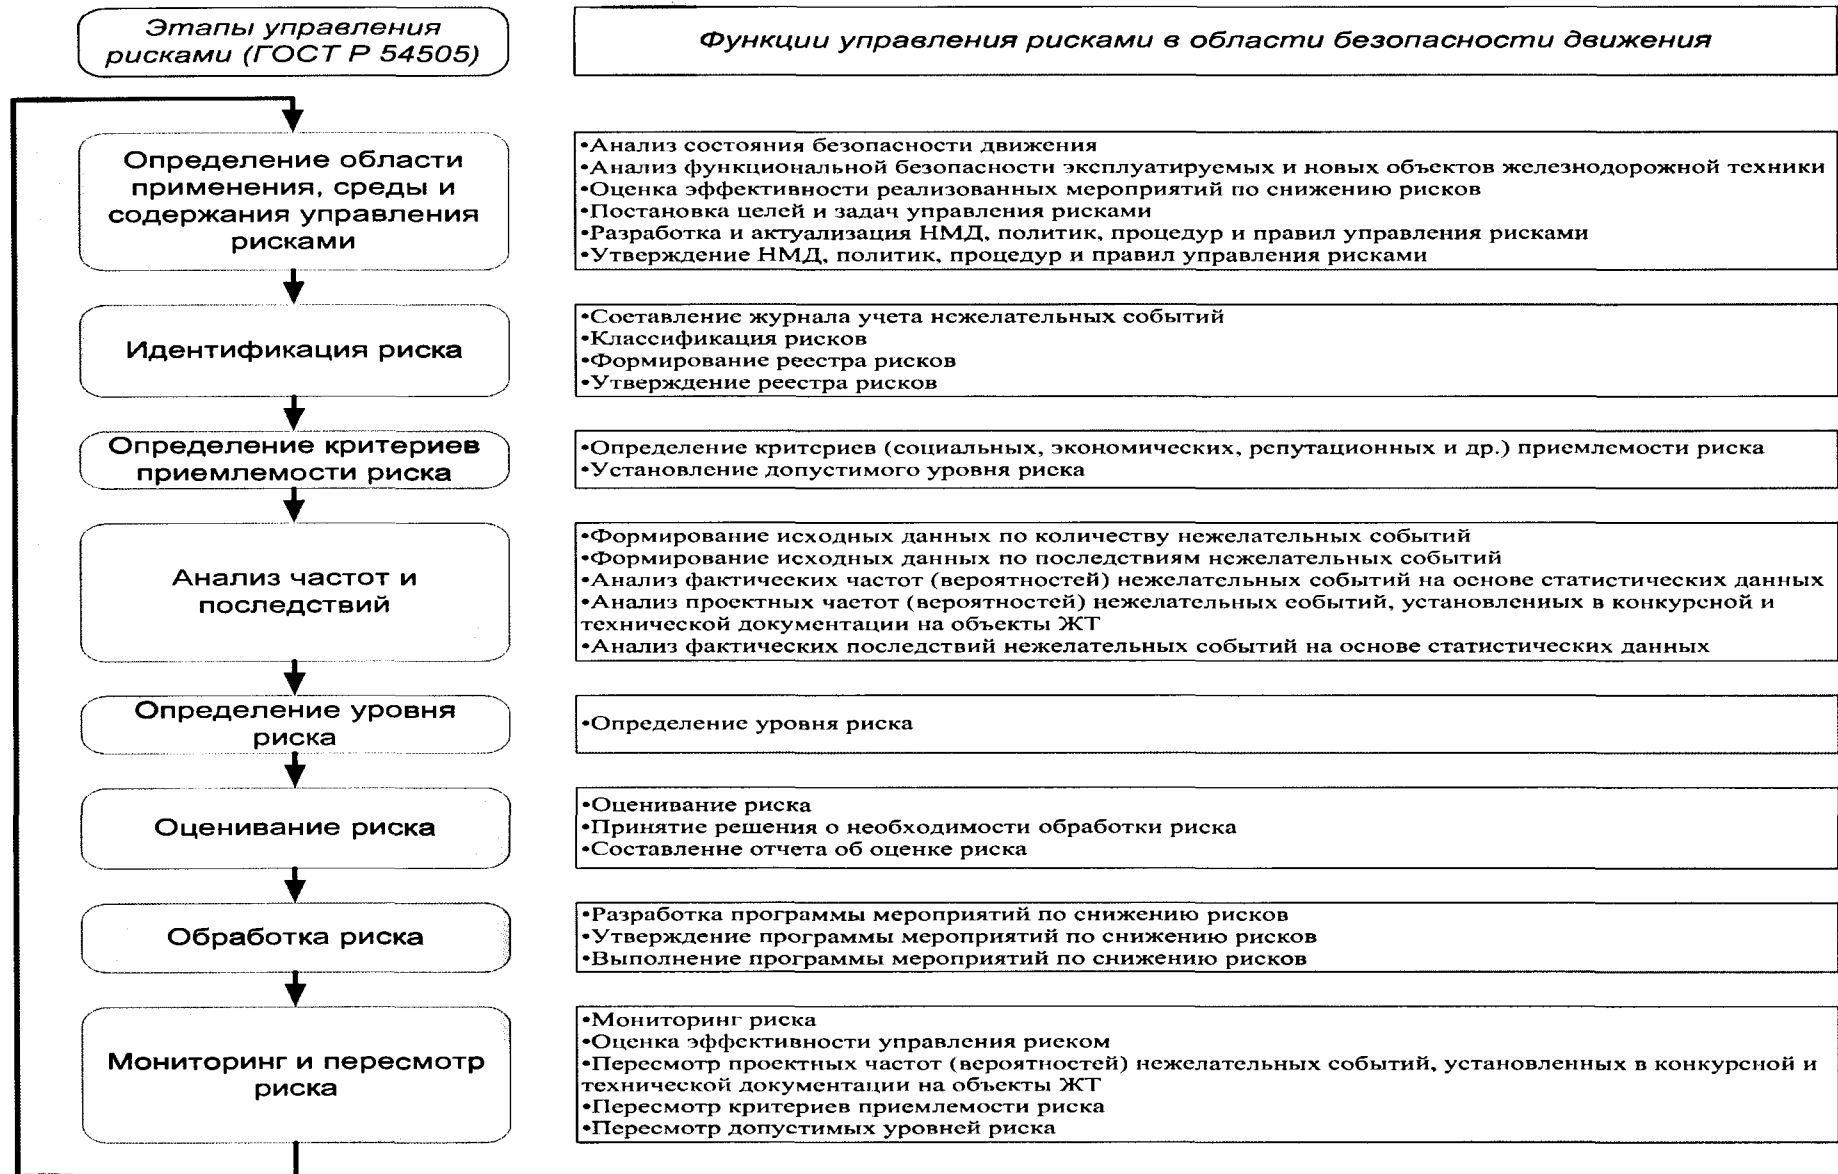 Этапы управления
рисками (ГОСТ Р 54505)
Функции управления рисками в области безопасности движения
Определение области
применения, среды и
содержания управления
рисками
•Анализ состояния безопасности движения
•Анализ функциональной безопасности эксплуатируемых и новых объектов железнодорожной техники
•Оценка эффективности реализованных мероприятий по снижению рисков
•Постановка целей и задач управления рисками
•Разработка и актуализация НМД, политик, процедур и правил управления рисками
•Утверждение НМД, политик, процедур и правил управления рисками
Идентификация риска
•Составление журнала учета нежелательных событий
•Классификация рисков
•Формирование реестра рисков
•Утверждение реестра рисков
Определение критериев
приемлемости риска
•Определение критериев (социальных, экономических, репутационных и др.) приемлемости риска
•Установление допустимого уровня риска
Анализ частот и
последствий
•Формирование исходных данных по количеству нежелательных событий
•Формирование исходных данных по последствиям нежелательных событий
•Анализ фактических частот (вероятностей) нежелательных событий на основе статистических данных
•Анализ проектных частот (вероятностей) нежелательных событий, установленных в конкурсной и
технической документации на объекты ЖТ
•Анализ фактических последствий нежелательных событий на основе статистических данных
Определение уровня
риска
•Определение уровня риска
Оценивание риска
•Оценивание риска
•Принятие решения о необходимости обработки риска
•Составление отчета об оценке риска
Обработка риска
•Разработка программы мероприятий по снижению рисков
•Утверждение программы мероприятий по снижению рисков
•Выполнение программы мероприятий по снижению рисков
Мониторинг и пересмотр
риска
•Мониторинг риска
•Оценка эффективности управления риском
•Пересмотр проектных частот (вероятностей) нежелательных событий, установленных в конкурсной и
технической документации на объекты ЖТ
•Пересмотр критериев приемлемости риска
•Пересмотр допустимых уровней риска